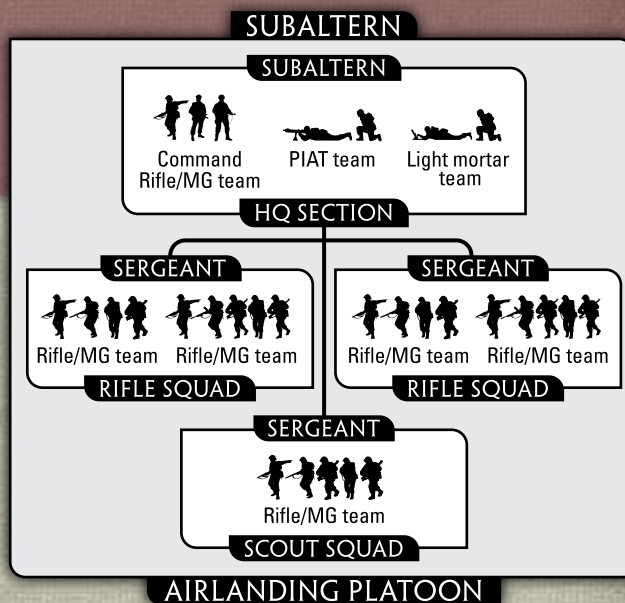 SUBALTERN
SUBALTERN
Command
Rifle/MG team
PIAT team
Light mortar
team
HQ SECTION
SERGEANT
Rifle/MG team
Rifle/MG team
RIFLE SQUAD
SERGEANT
Rifle/MG team
Rifle/MG team
RIFLE SQUAD
SERGEANT
Rifle/MG team
SCOUT SQUAD
AIRLANDING PLATOON